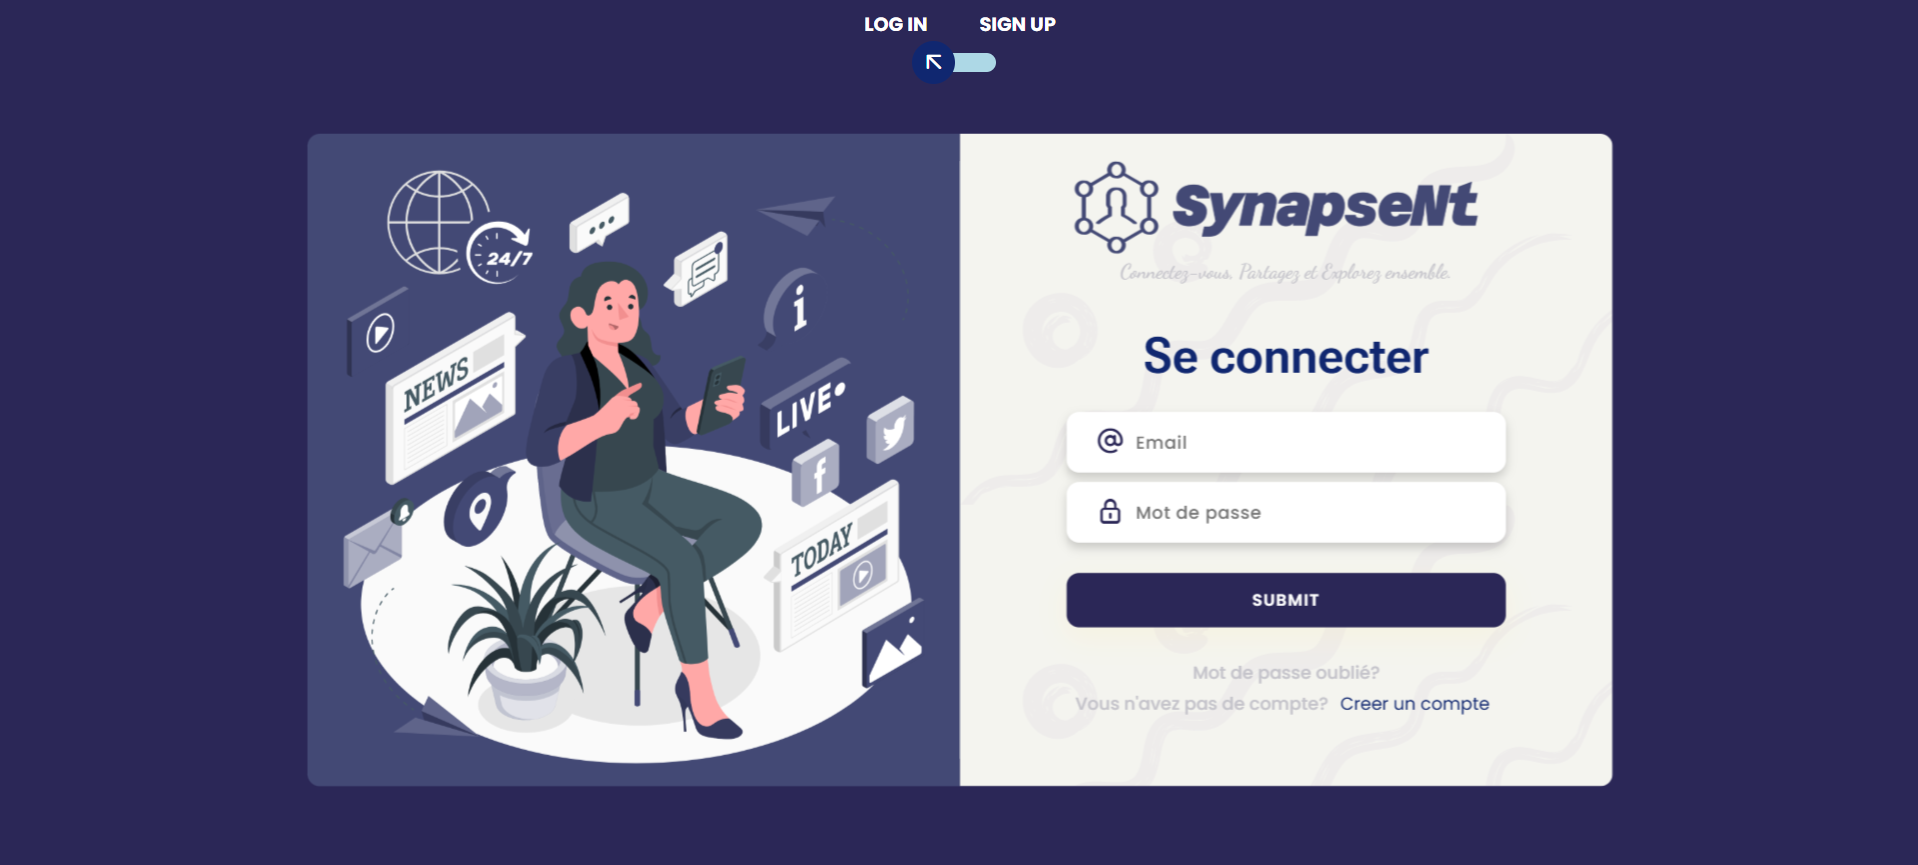 LOG IN
SIGN UP
24/7
NEWS
LIVE
TODAY
SynapseNt
Connectez-vous, Partagez et Explorez ensemble.
Se connecter
Email
Mot de passe
SUBMIT
Mot de passe oublié?
Vous n'avez pas de compte? Creer un compte